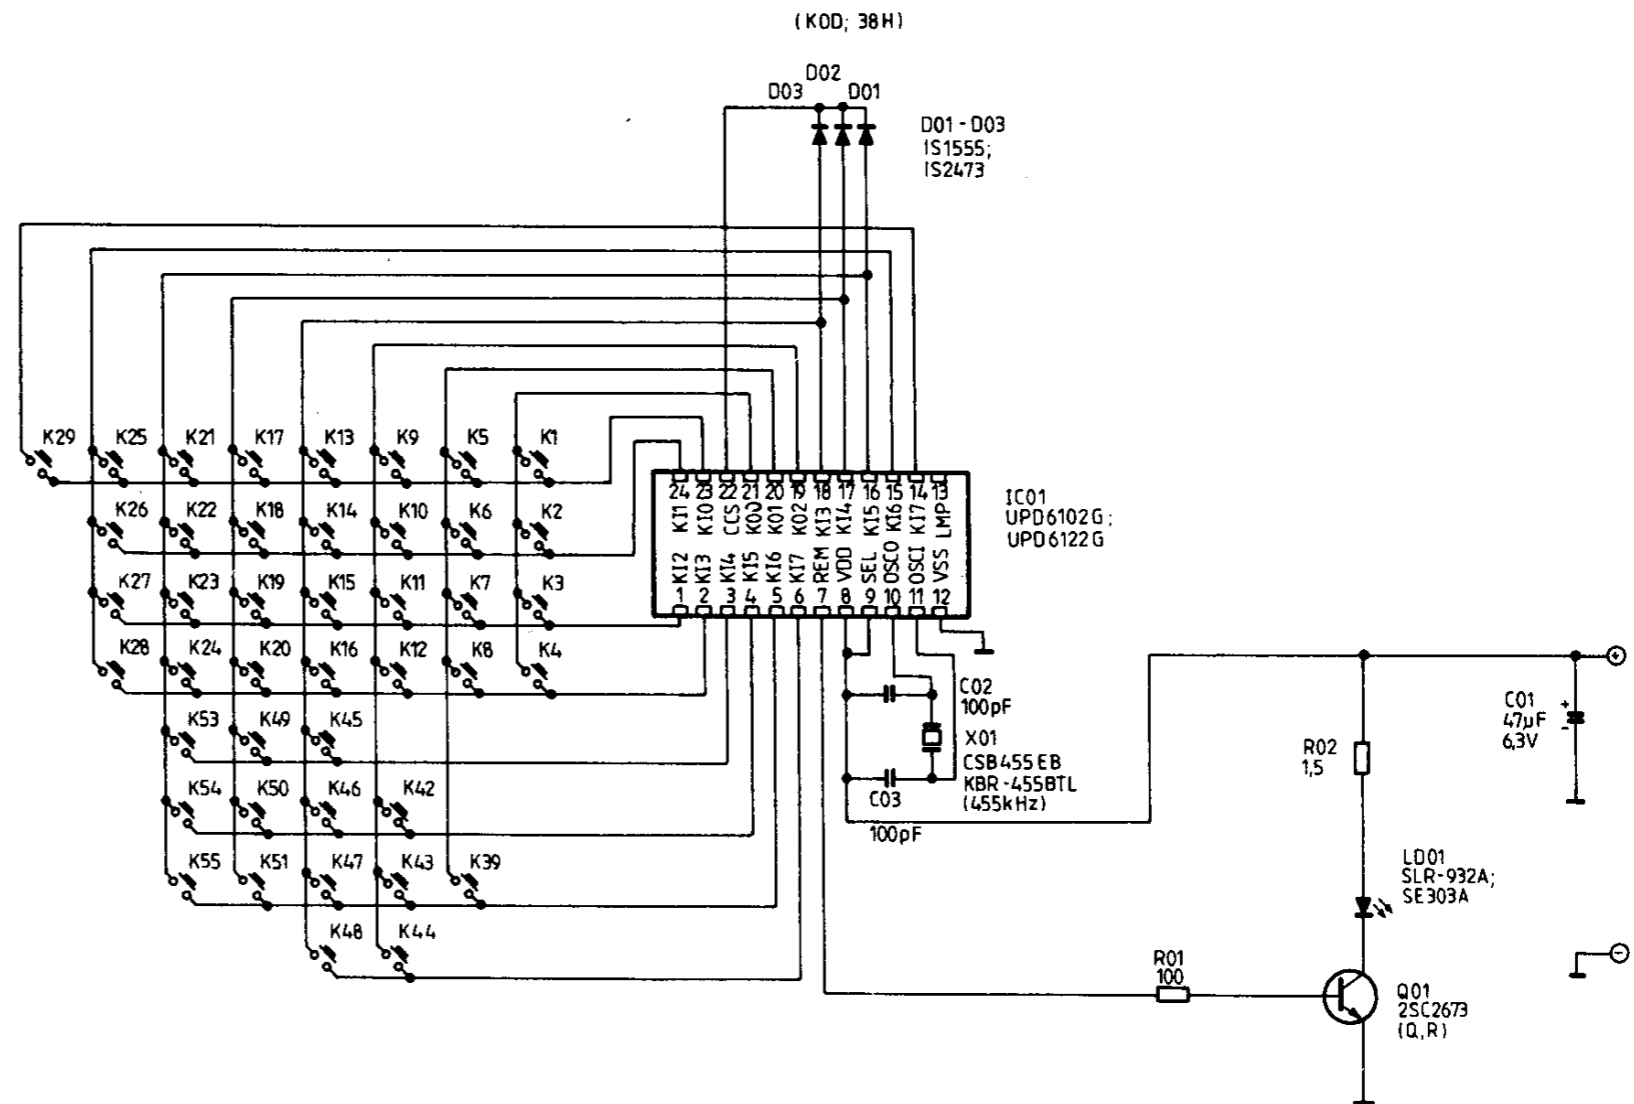 (KOD; 38H)
D02
D03 D01
D01-D03
IS1555;
IS2473
K29 K25 K21 K17 K13 K9 K5 K1
K26 K22 K18 K14 K10 K6 K2
K27 K23 K19 K15 K11 K7 K3
K28 K24 K20 K16 K12 K8 K4
K53 K49 K45
K54 K50 K46 K42
K55 K51 K47 K43 K39
K48 K44
24 23 22 21 20 19 18 17 16 15 14 13
KI1 KI0 CCS KO0 KO1 KO2 KI3 KI4 KI5 KI6 KI7 LMP
KI2 KI3 KI4 KI5 KI6 KI7 REM VDD SEL OSCO OSCI VSS
1 2 3 4 5 6 7 8 9 10 11 12
IC01
UPD6102G;
UPD6122G
C02
100pF
X01
CSB455EB
KBR-455BTL
(455kHz)
C03
100pF
C01
47µF
6,3V
+
-
+
-
R02
1,5
LD01
SLR-932A;
SE303A
R01
100
Q01
2SC2673
(Q,R)